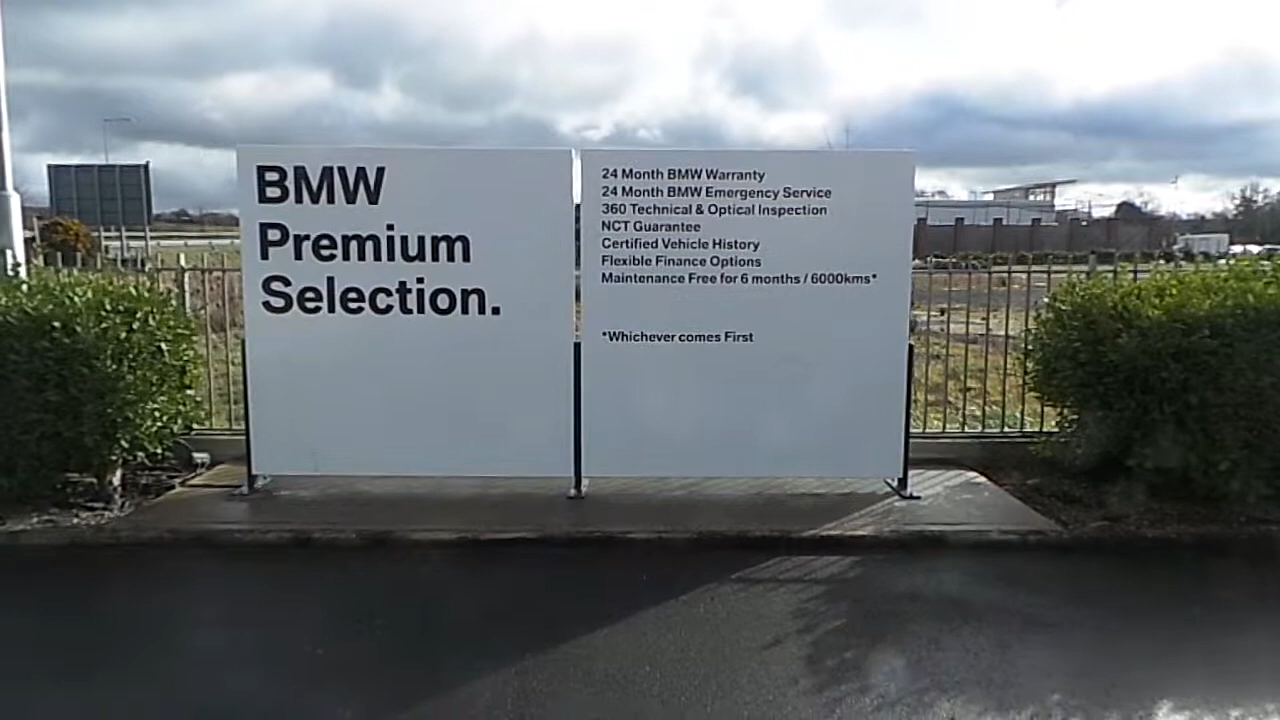 BMW
Premium
Selection.
24 Month BMW Warranty
24 Month BMW Emergency Service
360 Technical & Optical Inspection
NCT Guarantee
Certified Vehicle History
Flexible Finance Options
Maintenance Free for 6 months / 6000kms*
*Whichever comes First